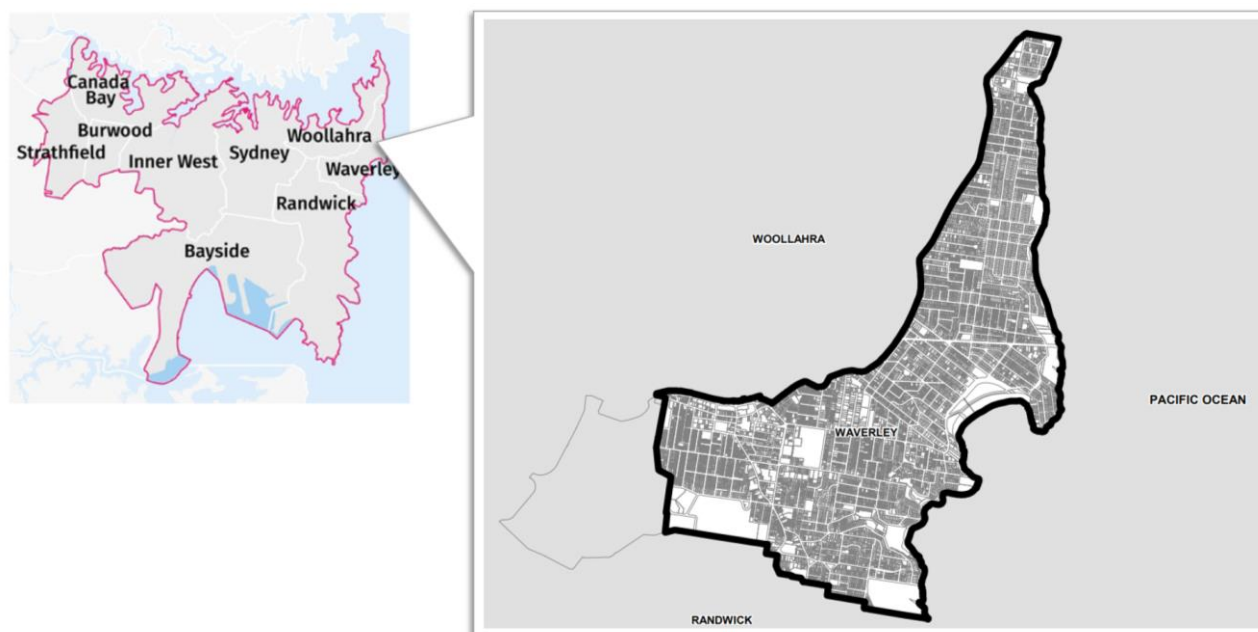 Canada
Bay
Burwood
Strathfield
Inner West
Sydney
Woollahra
Waverley
Randwick
Bayside
WOOLLAHRA
PACIFIC OCEAN
WAVERLEY
RANDWICK